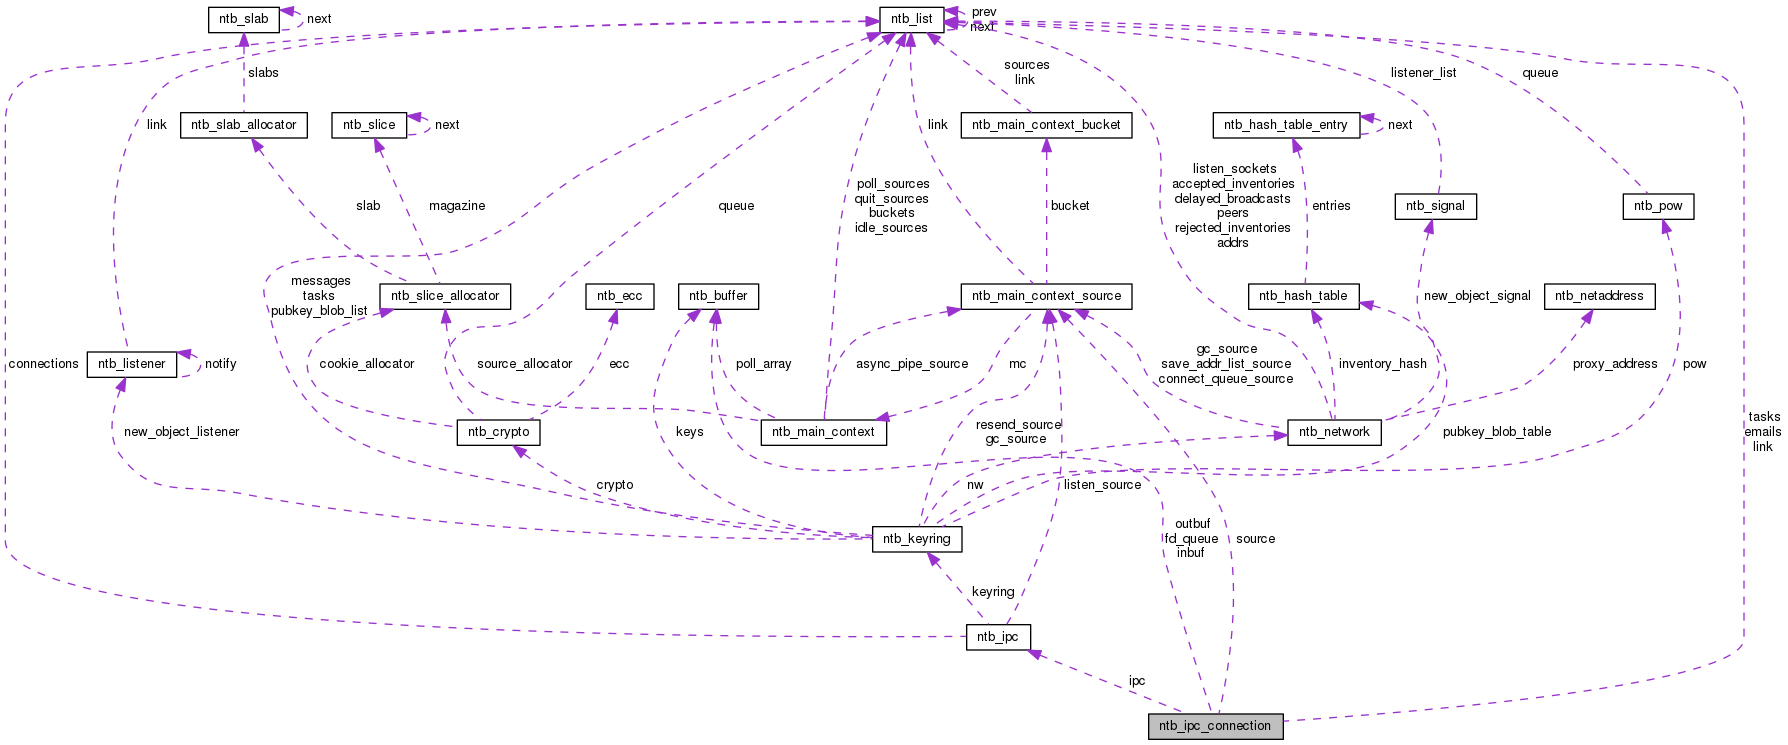 ntb_slab
next
ntb_list
prev
next
slabs
sources
link
listener_list
queue
link
ntb_slab_allocator
ntb_slice
next
link
ntb_main_context_bucket
ntb_hash_table_entry
next
slab
magazine
queue
poll_sources
quit_sources
buckets
idle_sources
bucket
listen_sockets
accepted_inventories
delayed_broadcasts
peers
rejected_inventories
addrs
entries
ntb_signal
ntb_pow
messages
tasks
pubkey_blob_list
ntb_slice_allocator
ntb_ecc
ntb_buffer
ntb_main_context_source
ntb_hash_table
new_object_signal
ntb_netaddress
connections
ntb_listener
notify
cookie_allocator
source_allocator
ecc
poll_array
async_pipe_source
mc
gc_source
save_addr_list_source
connect_queue_source
inventory_hash
proxy_address
pow
new_object_listener
ntb_crypto
keys
ntb_main_context
resend_source
gc_source
ntb_network
pubkey_blob_table
tasks
emails
link
crypto
nw
listen_source
ntb_keyring
outbuf
fd_queue
inbuf
source
keyring
ntb_ipc
ipc
ntb_ipc_connection